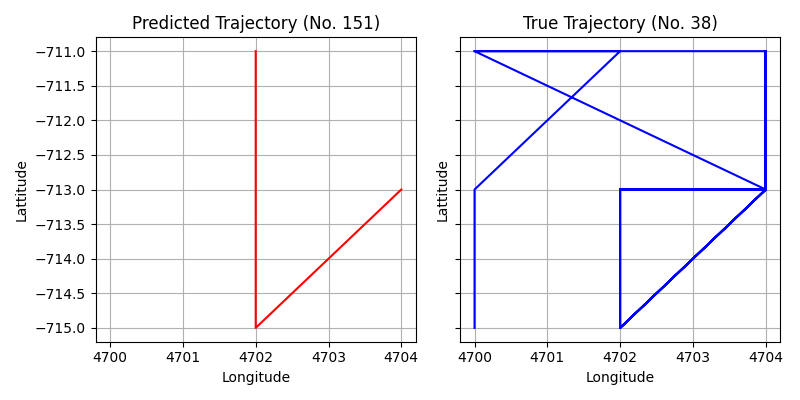 Predicted Trajectory (No. 151)
True Trajectory (No. 38)
−711.0
−711.5
−712.0
−712.5
−713.0
−713.5
−714.0
−714.5
−715.0
Lattitude
Lattitude
4700 4701 4702 4703 4704
4700 4701 4702 4703 4704
Longitude
Longitude